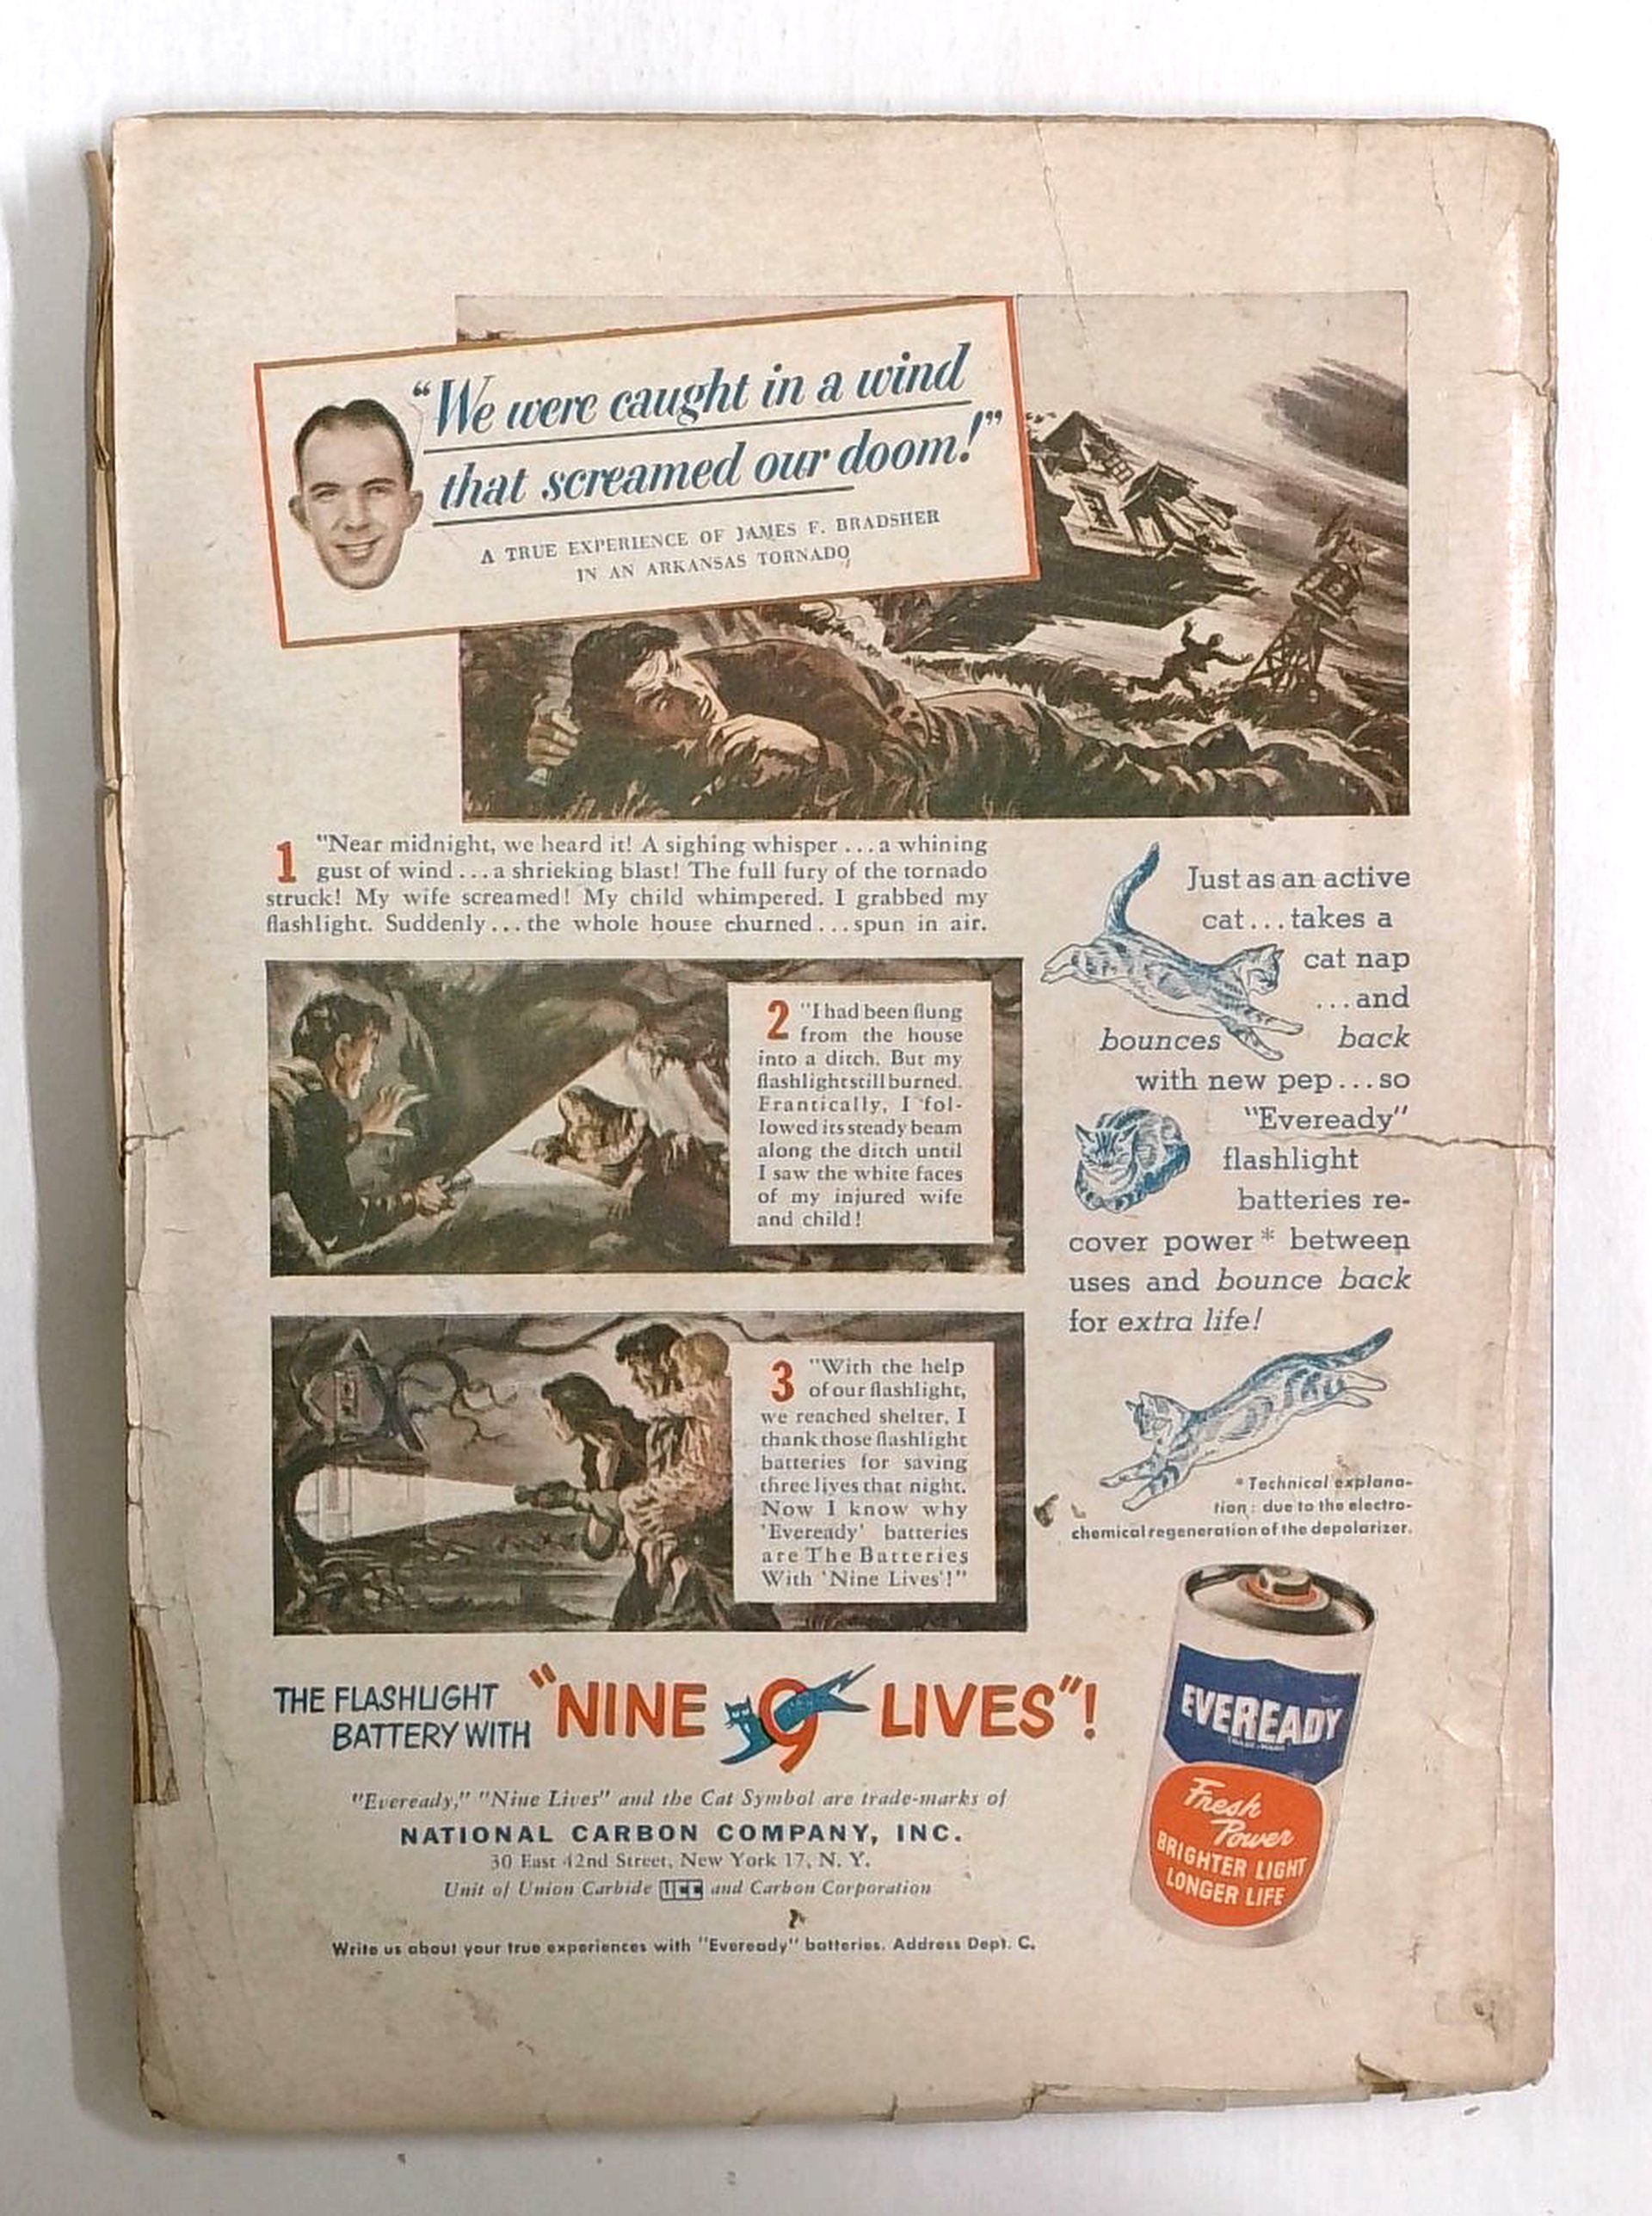 "We were caught in a wind
that screamed our doom!"
A TRUE EXPERIENCE OF JAMES F. BRADSHER
IN AN ARKANSAS TORNADO
1 "Near midnight, we heard it! A sighing whisper...a whining
gust of wind...a shrieking blast! The full fury of the tornado
struck! My wife screamed! My child whimpered. I grabbed my
flashlight. Suddenly...the whole house churned...spun in air.
2 "I had been flung
from the house
into a ditch. But my
flashlight still burned.
Frantically, I fol-
lowed its steady beam
along the ditch until
I saw the white faces
of my injured wife
and child!
3 "With the help
of our flashlight,
we reached shelter. I
thank those flashlight
batteries for saving
three lives that night.
Now I know why
'Eveready' batteries
are The Batteries
With 'Nine Lives'!"
Just as an active
cat...takes a
cat nap
...and
bounces back
with new pep...so
"Eveready"
flashlight
batteries re-
cover power* between
uses and bounce back
for extra life!
*Technical explana-
tion: due to the electro-
chemical regeneration of the depolarizer.
THE FLASHLIGHT
BATTERY WITH
"NINE 9 LIVES"!
"Eveready," "Nine Lives" and the Cat Symbol are trade-marks of
NATIONAL CARBON COMPANY, INC.
30 East 42nd Street, New York 17, N. Y.
Unit of Union Carbide UCC and Carbon Corporation
Write us about your true experiences with "Eveready" batteries. Address Dept. C.
EVEREADY
TRADE-MARK
Fresh
Power
BRIGHTER LIGHT
LONGER LIFE